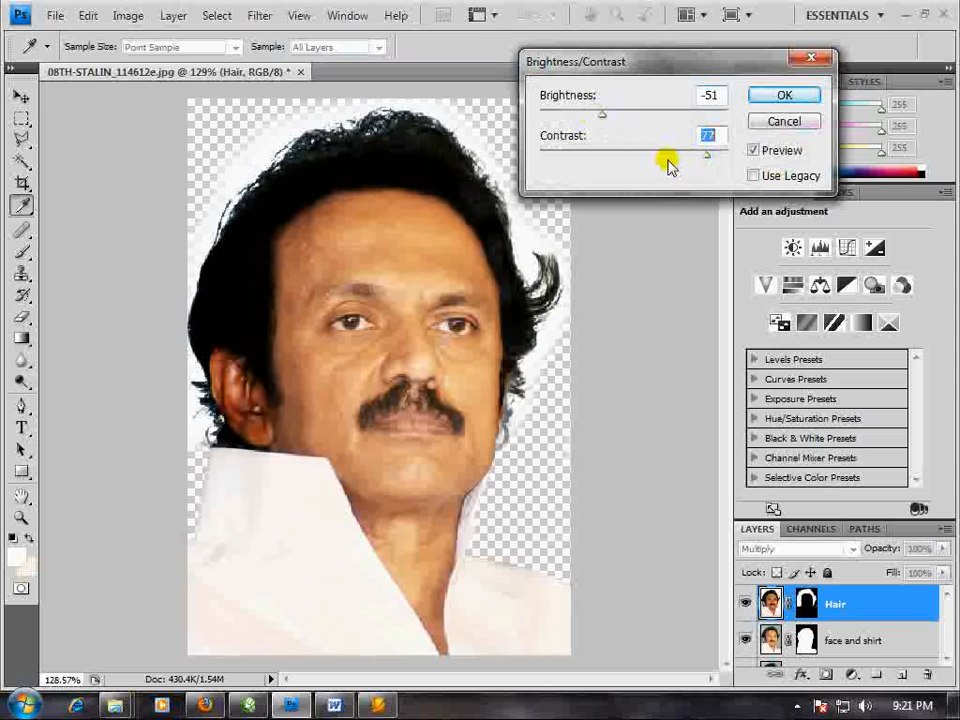 Ps File Edit Image Layer Select Filter View Window Help ESSENTIALS
Sample Size: Point Sample Sample: All Layers
08TH-STALIN_114612e.jpg @ 129% (Hair, RGB/8) *
Brightness/Contrast
Brightness: -51 OK
Contrast: 77 Cancel
Preview
Use Legacy
STYLES
255
255
255
Add an adjustment
Levels Presets
Curves Presets
Exposure Presets
Hue/Saturation Presets
Black & White Presets
Channel Mixer Presets
Selective Color Presets
LAYERS CHANNELS PATHS
Multiply Opacity: 100%
Lock: Fill: 100%
Hair
face and shirt
128.57% Doc: 430.4K/1.54M
9:21 PM